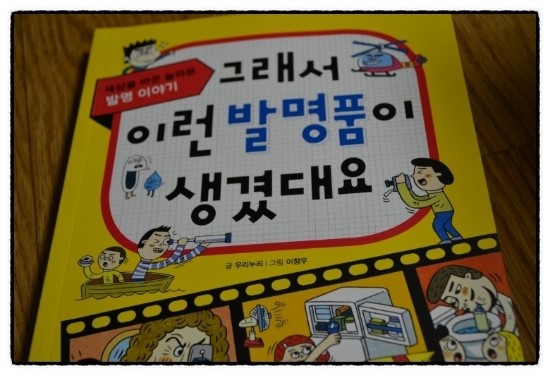 세상을 바꾼 놀라운
발명 이야기
그래서
이런 발명품이
생겼대요
글 우리누리 | 그림 이창우